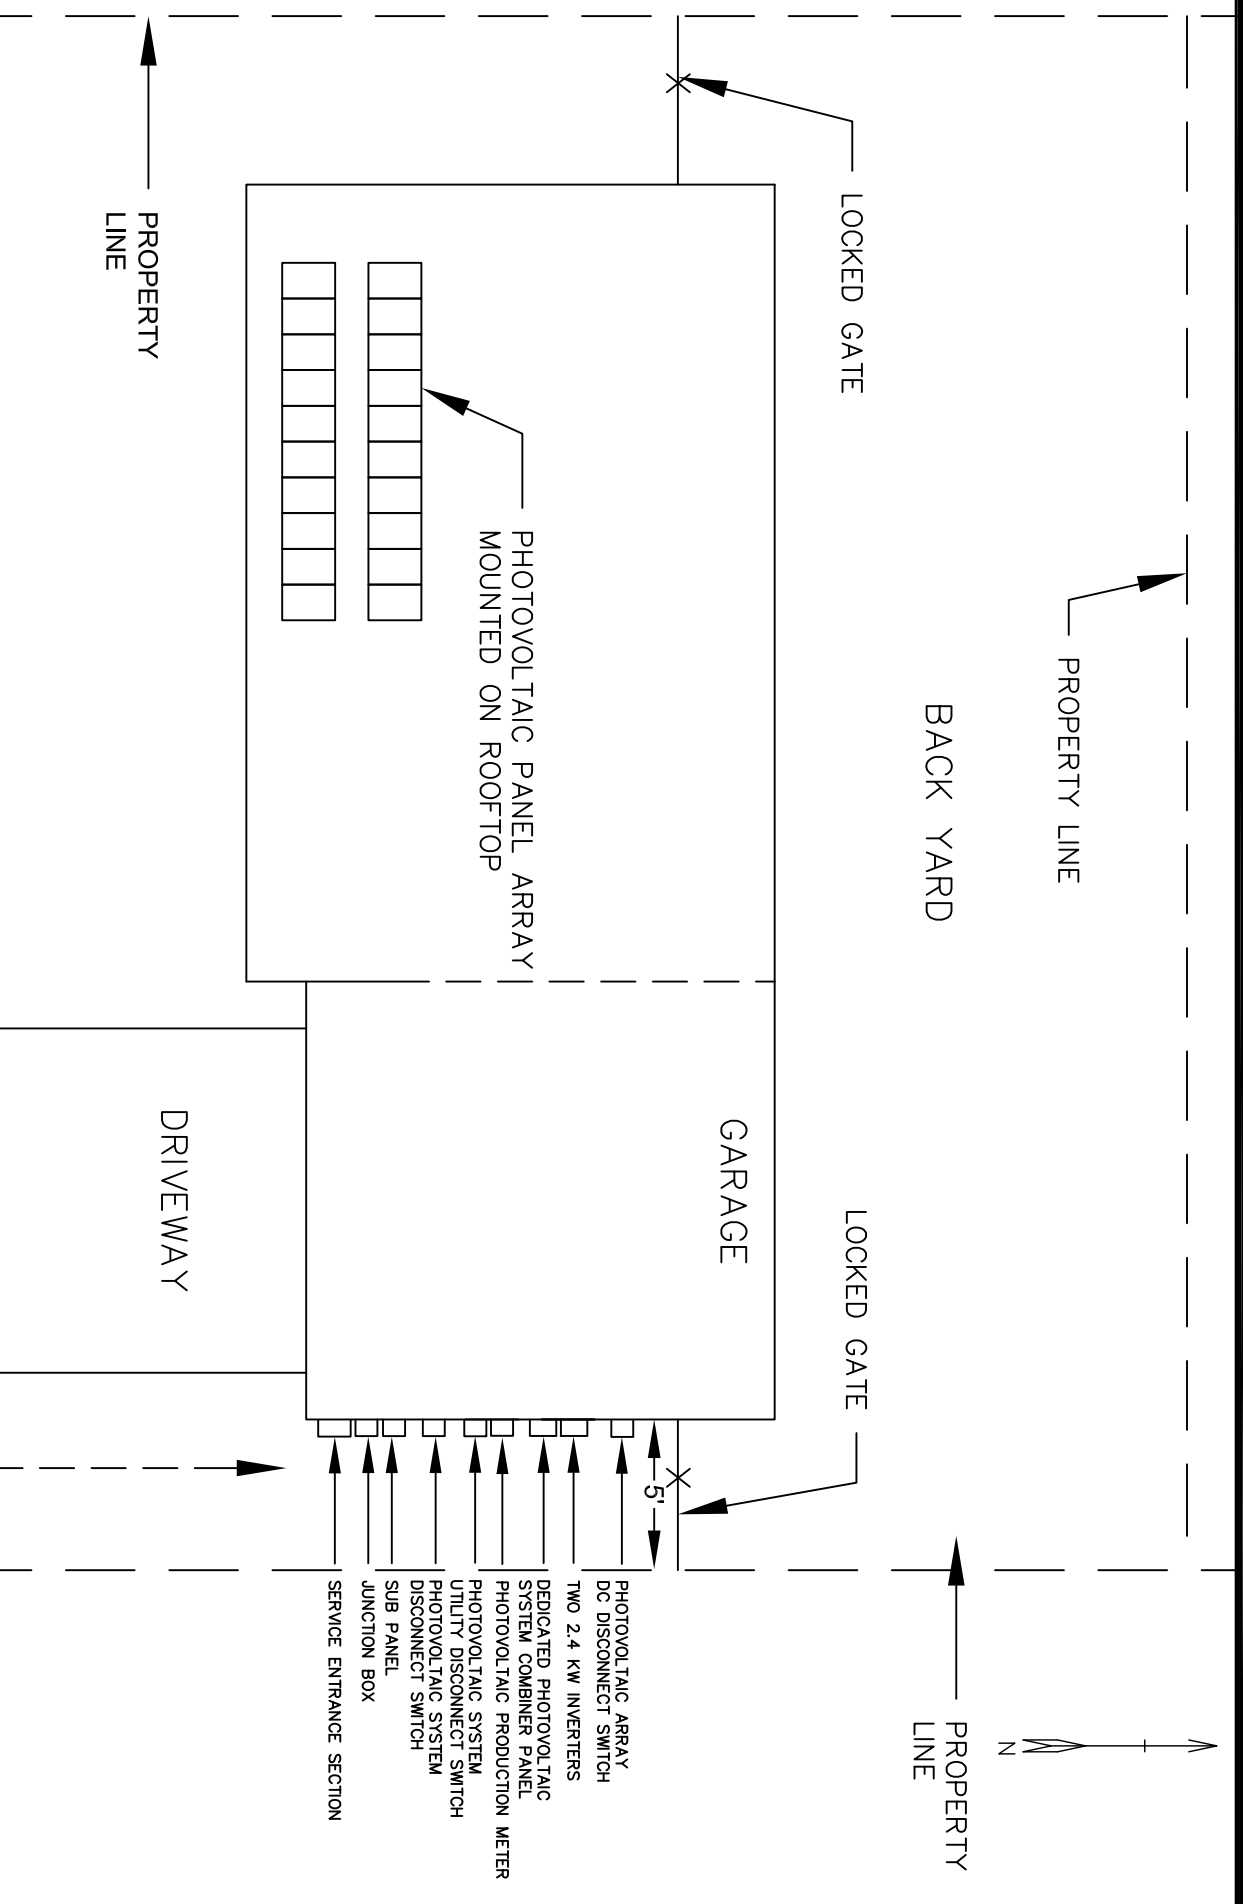 PROPERTY LINE
BACK YARD
LOCKED GATE
LOCKED GATE
PROPERTY
LINE
N
GARAGE
PHOTOVOLTAIC PANEL ARRAY
MOUNTED ON ROOFTOP
5'
PHOTOVOLTAIC ARRAY
DC DISCONNECT SWITCH
TWO 2.4 KW INVERTERS
DEDICATED PHOTOVOLTAIC
SYSTEM COMBINER PANEL
PHOTOVOLTAIC PRODUCTION METER
PHOTOVOLTAIC SYSTEM
UTILITY DISCONNECT SWITCH
PHOTOVOLTAIC SYSTEM
DISCONNECT SWITCH
SUB PANEL
JUNCTION BOX
SERVICE ENTRANCE SECTION
PROPERTY
LINE
DRIVEWAY